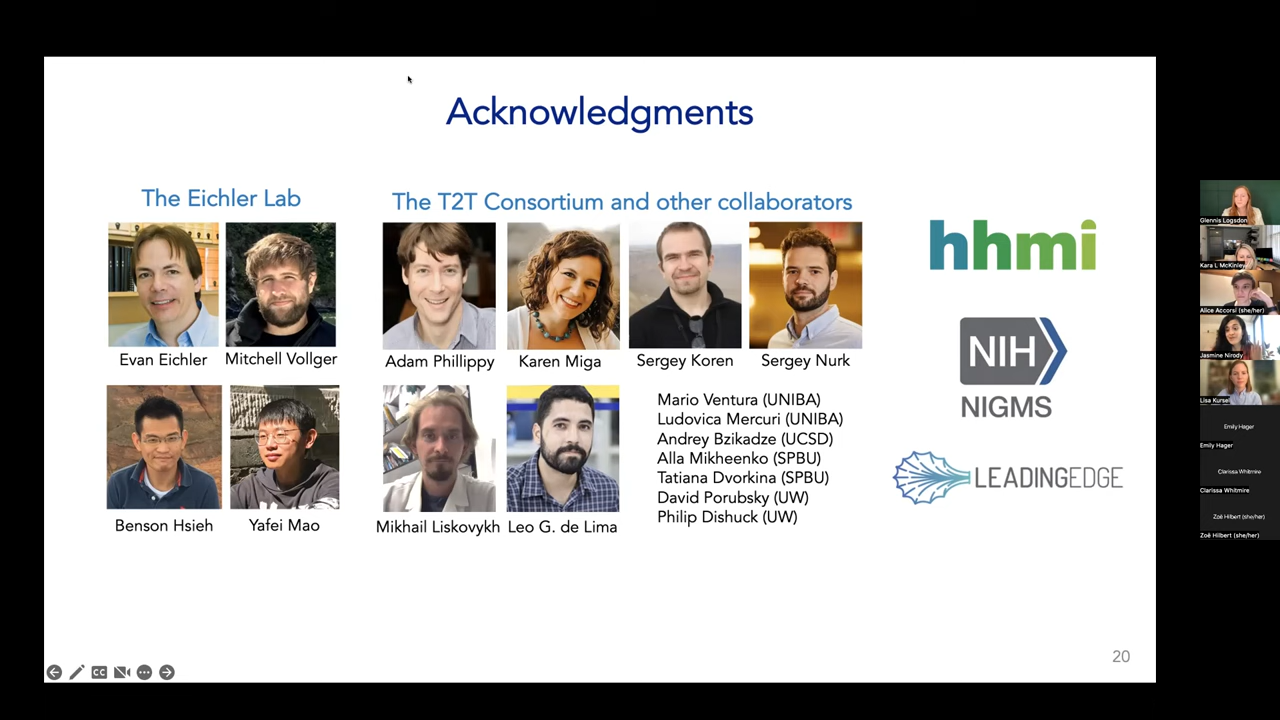 Acknowledgments
The Eichler Lab
The T2T Consortium and other collaborators
Evan Eichler
Mitchell Vollger
Adam Phillippy
Karen Miga
Sergey Koren
Sergey Nurk
Benson Hsieh
Yafei Mao
Mikhail Liskovykh
Leo G. de Lima
Mario Ventura (UNIBA)
Ludovica Mercuri (UNIBA)
Andrey Bzikadze (UCSD)
Alla Mikheenko (SPBU)
Tatiana Dvorkina (SPBU)
David Porubsky (UW)
Philip Dishuck (UW)
hhmi
NIH
NIGMS
LEADINGEDGE
20
CC
Glennis Logsdon
Kara L McKinley
Alice Accorsi (she/her)
Jasmine Nirody
Lisa Kursel
Emily Hager
Emily Hager
Clarissa Whitmire
Clarissa Whitmire
Zoë Hilbert (she/her)
Zoë Hilbert (she/her)